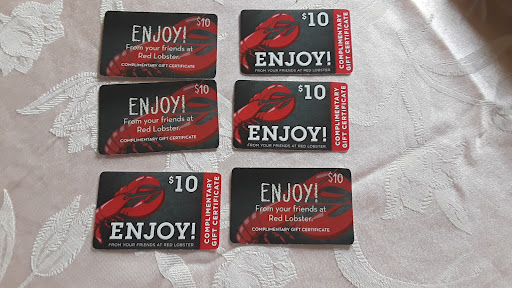 $10
ENJOY!
From your friends at
Red Lobster.
COMPLIMENTARY GIFT CERTIFICATE
$10
ENJOY!
FROM YOUR FRIENDS AT RED LOBSTER
COMPLIMENTARY
GIFT CERTIFICATE
$10
ENJOY!
From your friends at
Red Lobster.
COMPLIMENTARY GIFT CERTIFICATE
$10
ENJOY!
FROM YOUR FRIENDS AT RED LOBSTER
COMPLIMENTARY
GIFT CERTIFICATE
$10
ENJOY!
FROM YOUR FRIENDS AT RED LOBSTER
COMPLIMENTARY
GIFT CERTIFICATE
$10
ENJOY!
From your friends at
Red Lobster.
COMPLIMENTARY GIFT CERTIFICATE